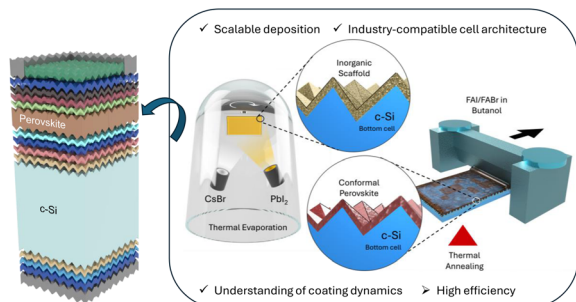 ✓ Scalable deposition ✓ Industry-compatible cell architecture
Perovskite
c-Si
CsBr
PbI₂
Thermal Evaporation
Inorganic
Scaffold
c-Si
Bottom cell
Conformal
Perovskite
c-Si
Bottom cell
FAI/FABr in
Butanol
Thermal
Annealing
✓ Understanding of coating dynamics ➢ High efficiency